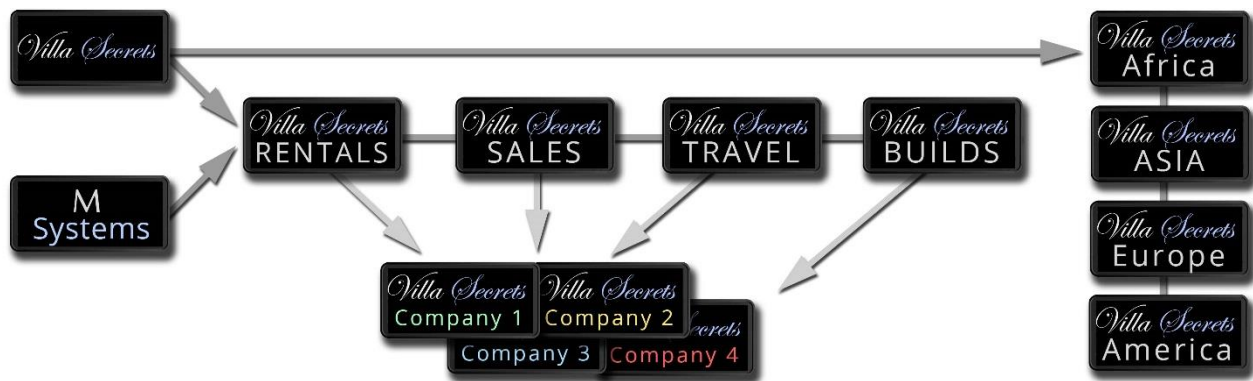 Villa Secrets
Villa Secrets
Africa
Villa Secrets
RENTALS
Villa Secrets
SALES
Villa Secrets
TRAVEL
Villa Secrets
BUILDS
Villa Secrets
ASIA
M
Systems
Villa Secrets
Europe
Villa Secrets
Company 1
Villa Secrets
Company 2
Company 3
Secrets
Company 4
Villa Secrets
America